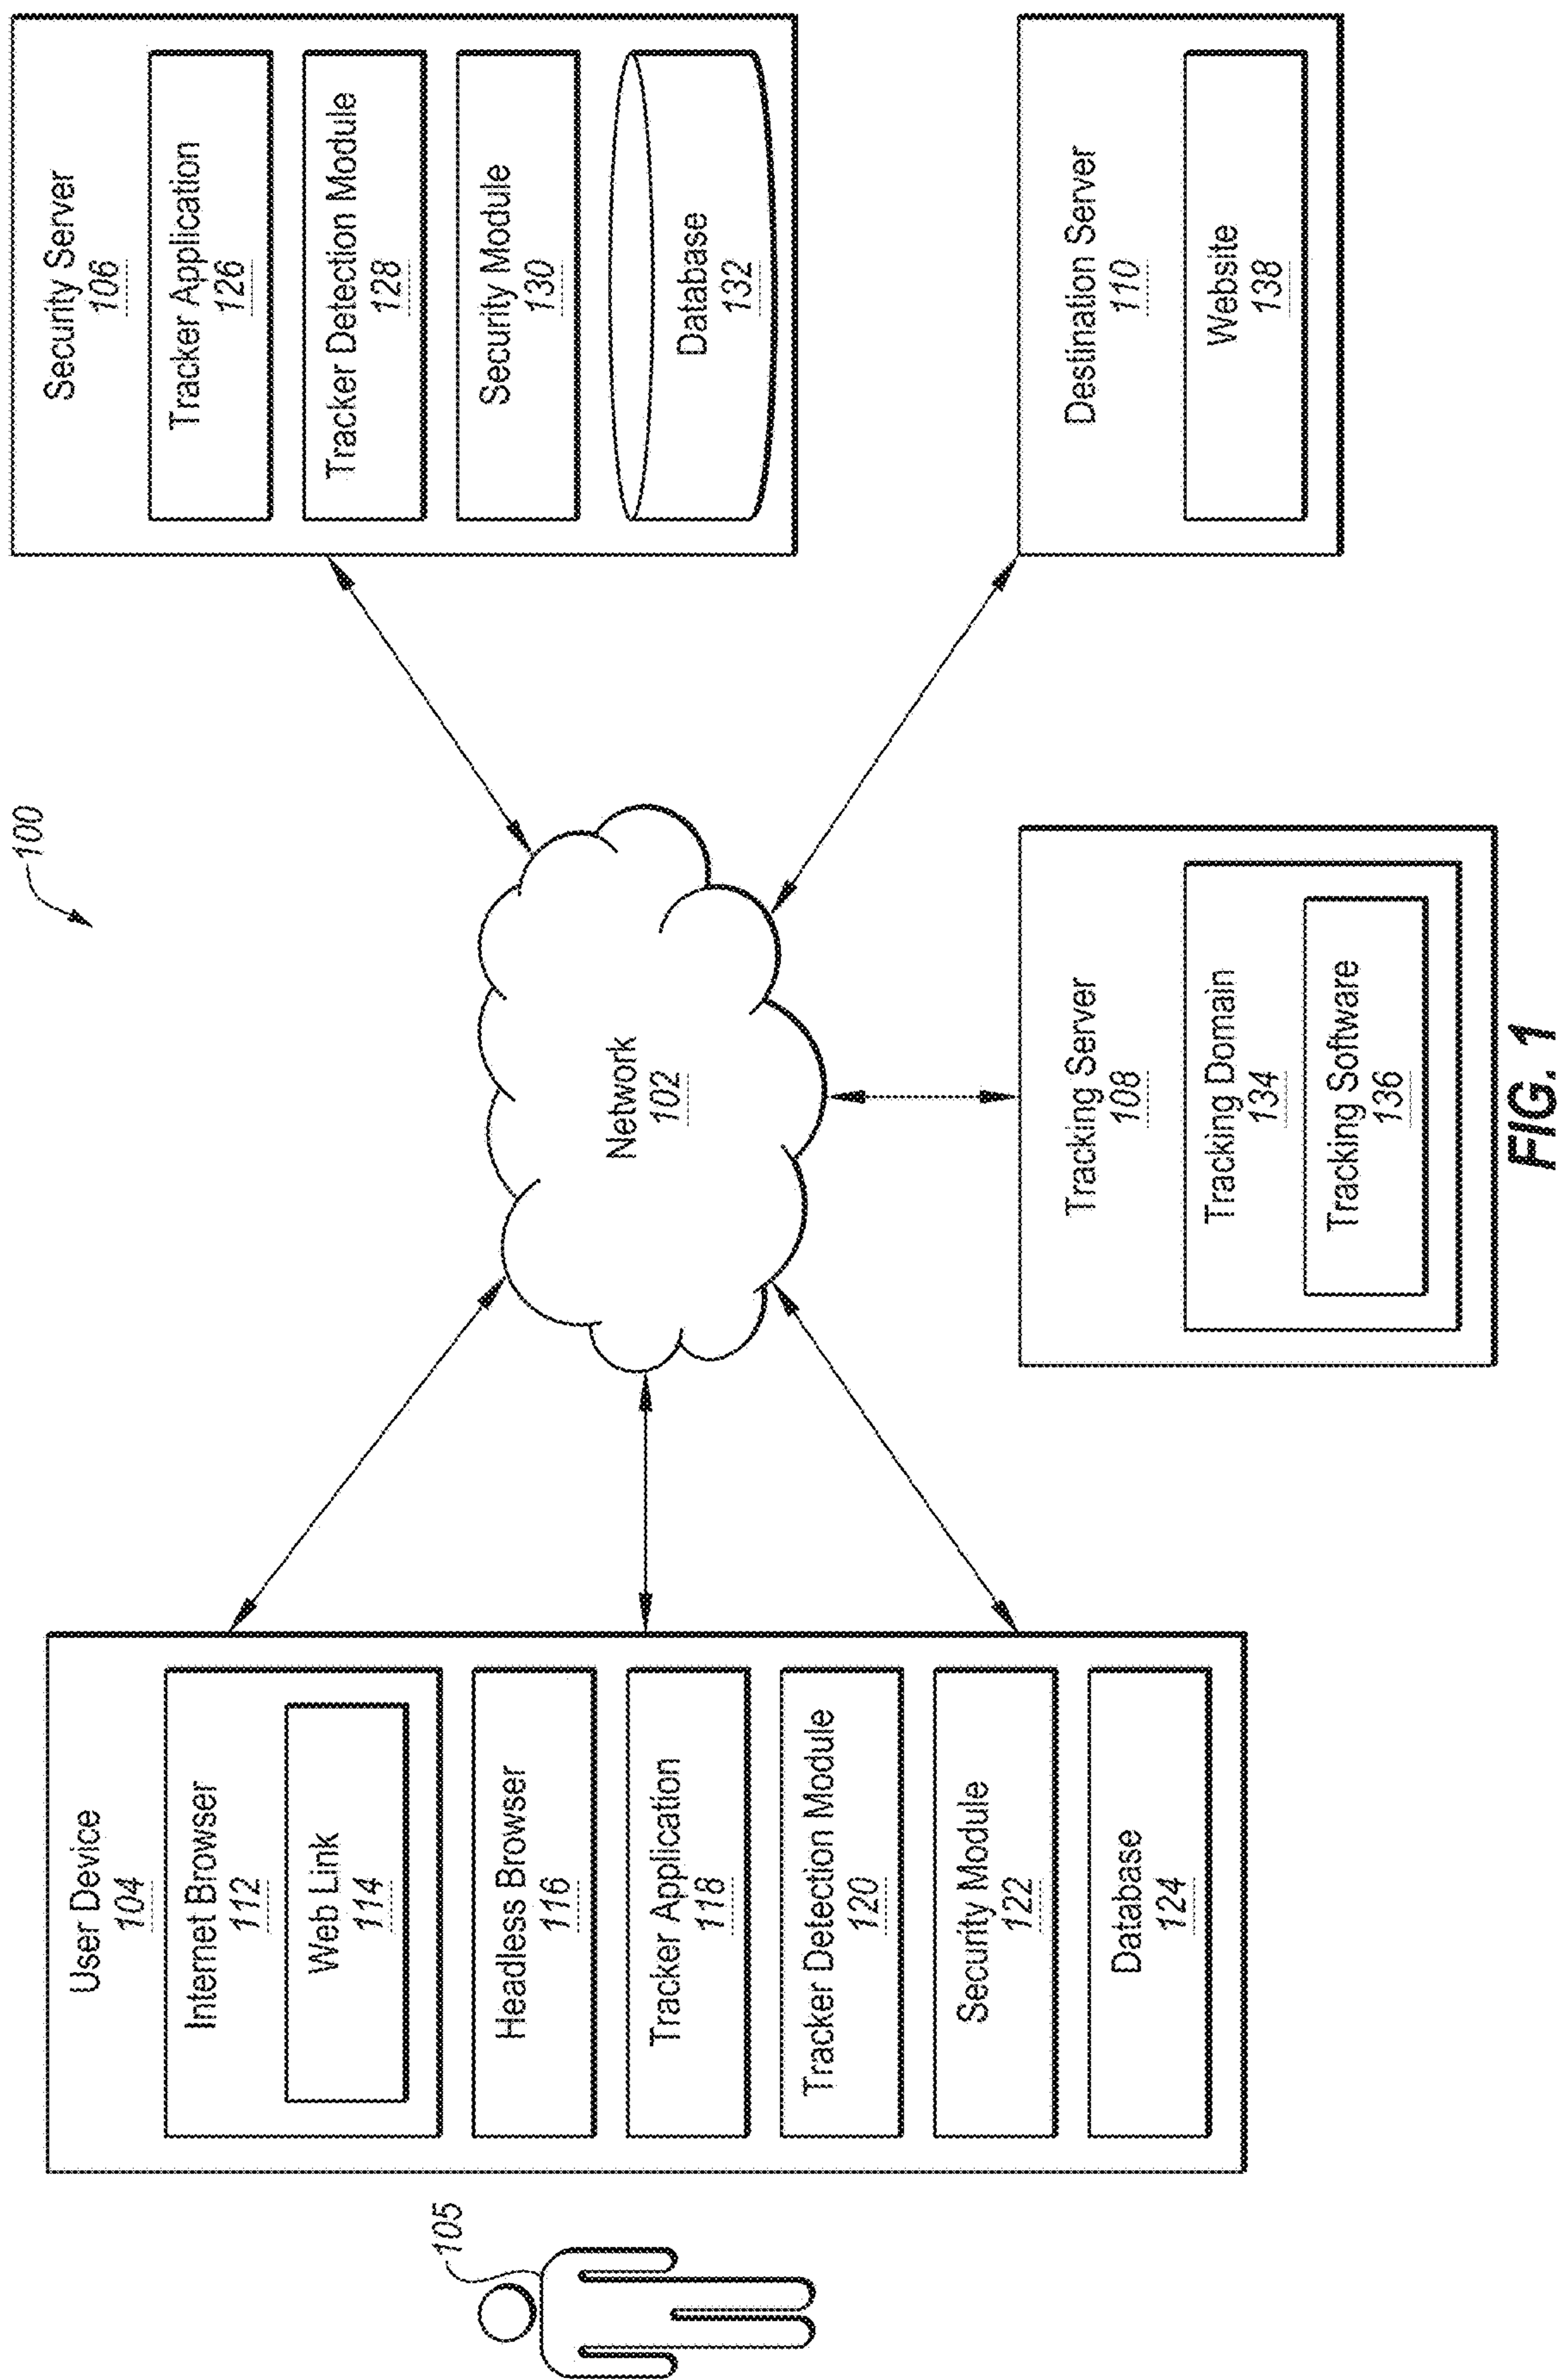 100
105
User Device
104
Internet Browser
112
Web Link
114
Headless Browser
116
Tracker Application
118
Tracker Detection Module
120
Security Module
122
Database
124
Network
102
Security Server
106
Tracker Application
126
Tracker Detection Module
128
Security Module
130
Database
132
Tracking Server
108
Tracking Domain
134
Tracking Software
136
Destination Server
110
Website
138
FIG. 1